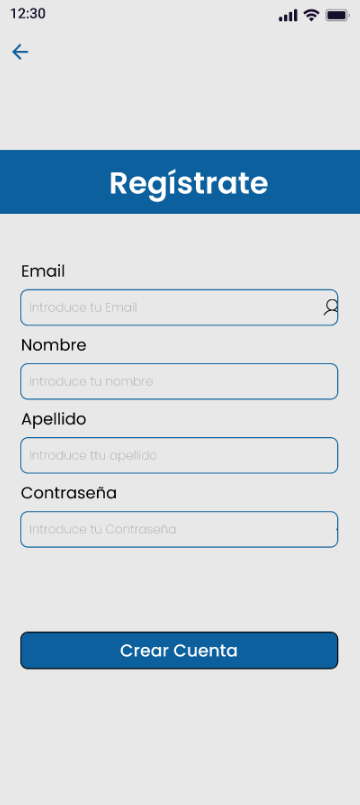 12:30
Regístrate
Email
Introduce tu Email
Nombre
Introduce tu nombre
Apellido
Introduce ttu apellido
Contraseña
Introduce tu Contraseña
Crear Cuenta